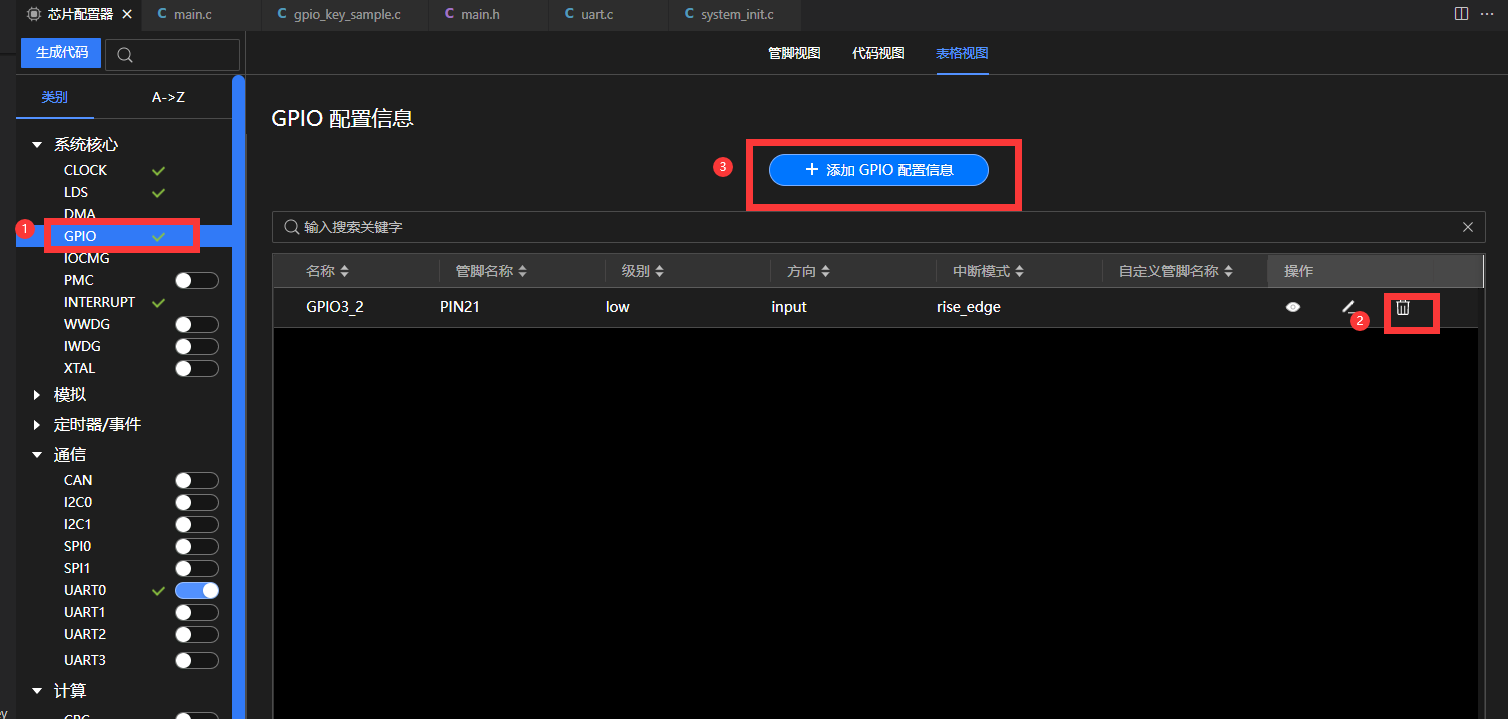 芯片配置器 main.c gpio_key_sample.c main.h uart.c system_init.c
生成代码
管脚视图 代码视图 表格视图
类别 A->Z
系统核心
CLOCK
LDS
DMA
1
GPIO
IOCMG
PMC
INTERRUPT
WWDG
IWDG
XTAL
模拟
定时器/事件
通信
CAN
I2C0
I2C1
SPI0
SPI1
UART0
UART1
UART2
UART3
计算
GPIO 配置信息
3
+ 添加 GPIO 配置信息
输入搜索关键字
名称 管脚名称 级别 方向 中断模式 自定义管脚名称 操作
GPIO3_2 PIN21 low input rise_edge
2